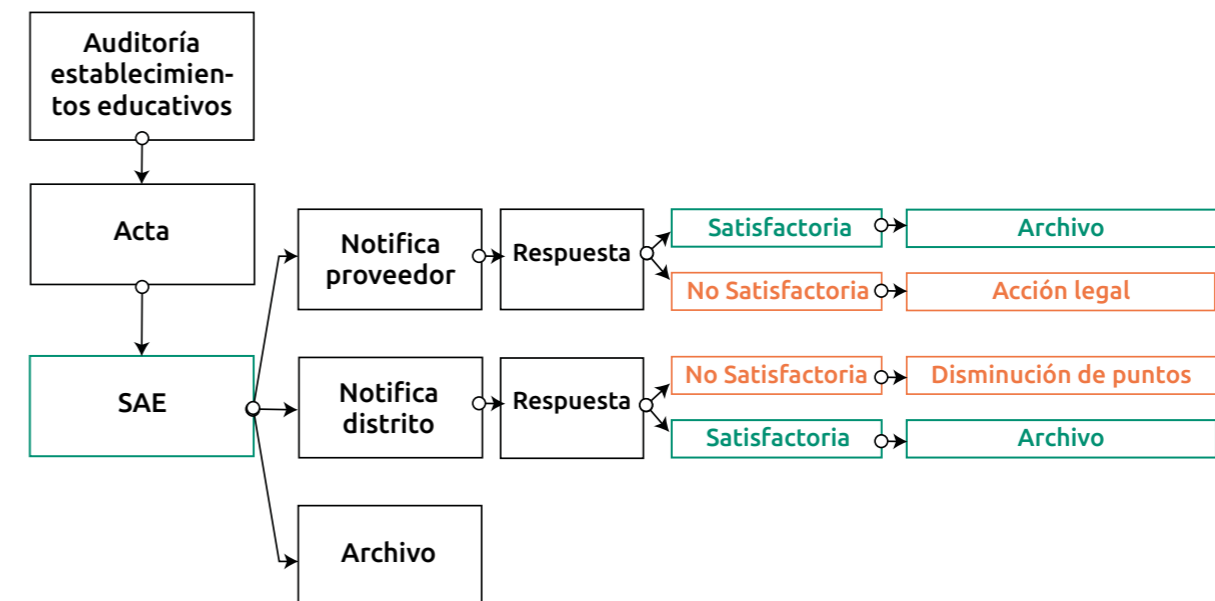 Auditoría
establecimien-
tos educativos
Acta
SAE
Notifica
proveedor
Respuesta
Satisfactoria
Archivo
No Satisfactoria
Acción legal
Notifica
distrito
Respuesta
No Satisfactoria
Disminución de puntos
Satisfactoria
Archivo
Archivo